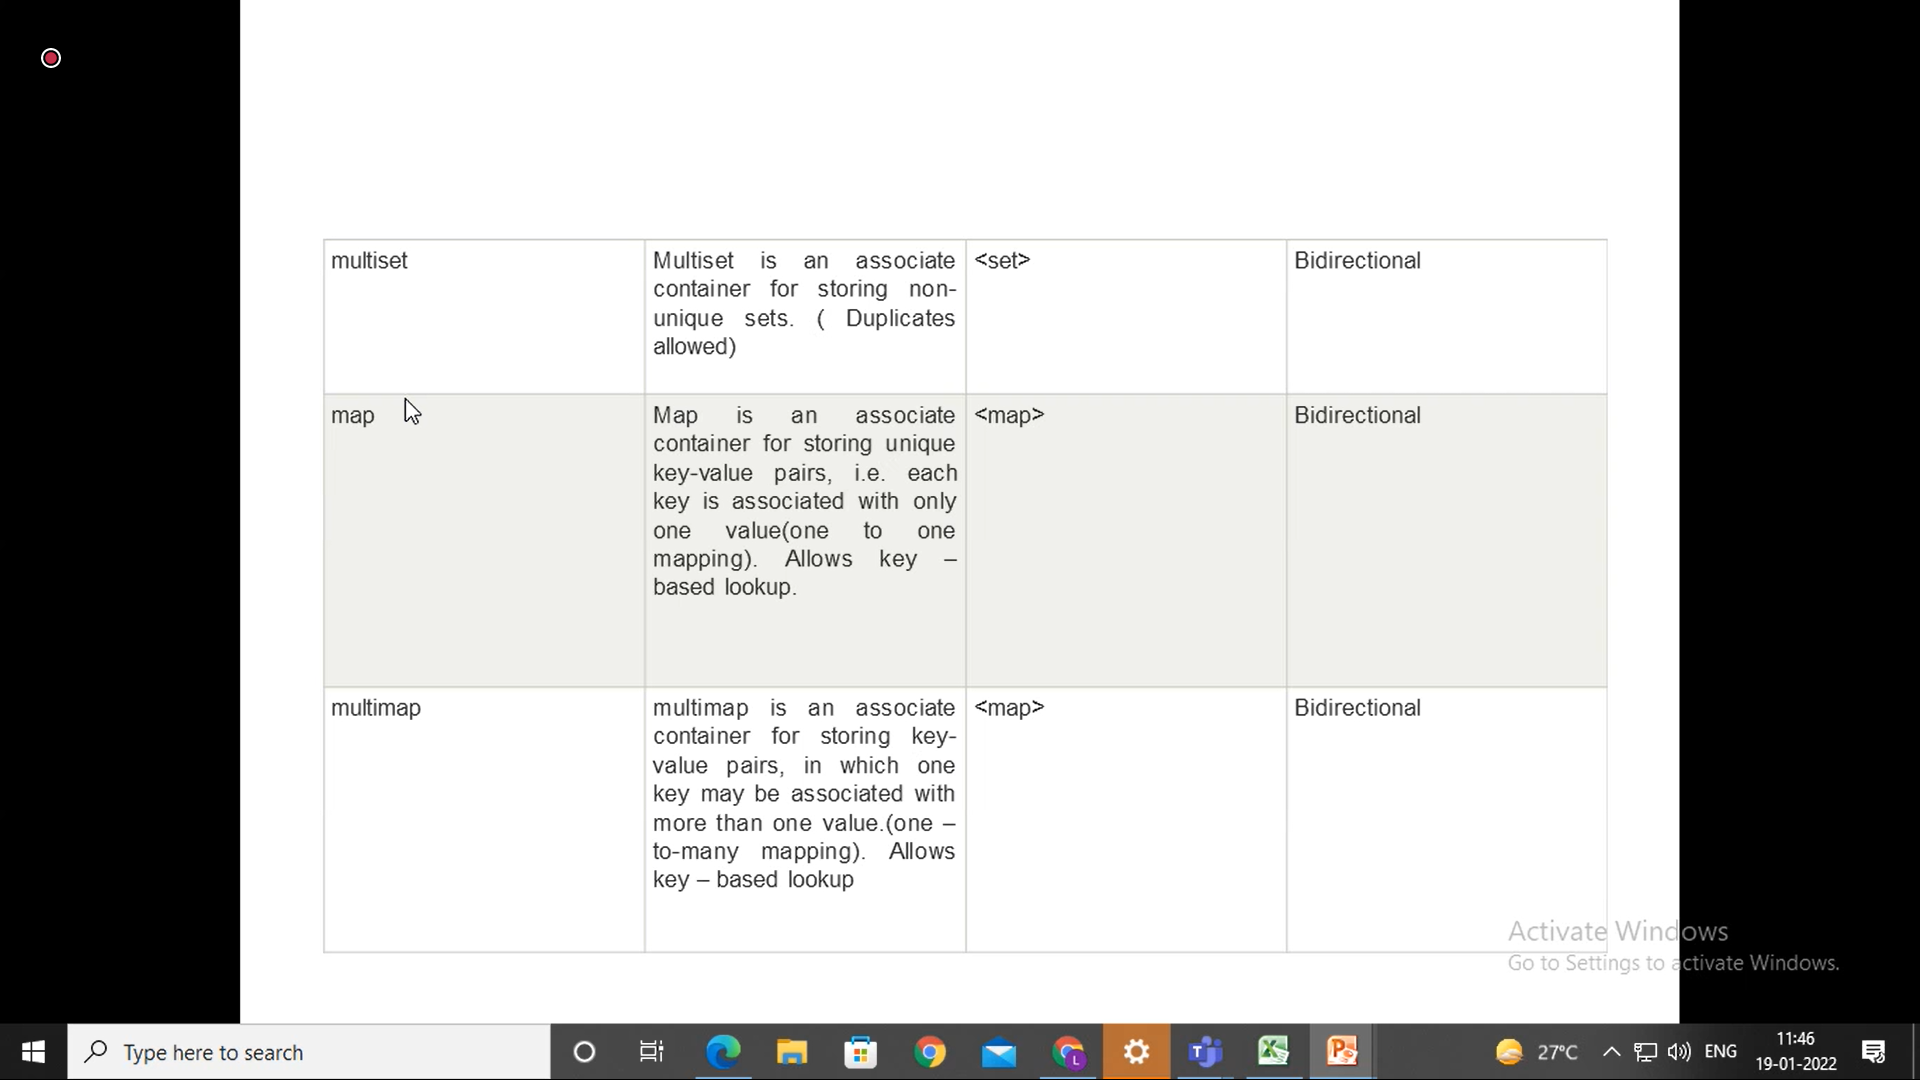 multiset
Multiset is an associate
container for storing non-
unique sets. ( Duplicates
allowed)
<set>
Bidirectional
map
Map is an associate
container for storing unique
key-value pairs, i.e. each
key is associated with only
one value(one to one
mapping). Allows key –
based lookup.
<map>
Bidirectional
multimap
multimap is an associate
container for storing key-
value pairs, in which one
key may be associated with
more than one value.(one –
to-many mapping). Allows
key – based lookup
<map>
Bidirectional
Activate Windows
Go to Settings to activate Windows.
Type here to search
L
27°C
ENG
11:46
19-01-2022